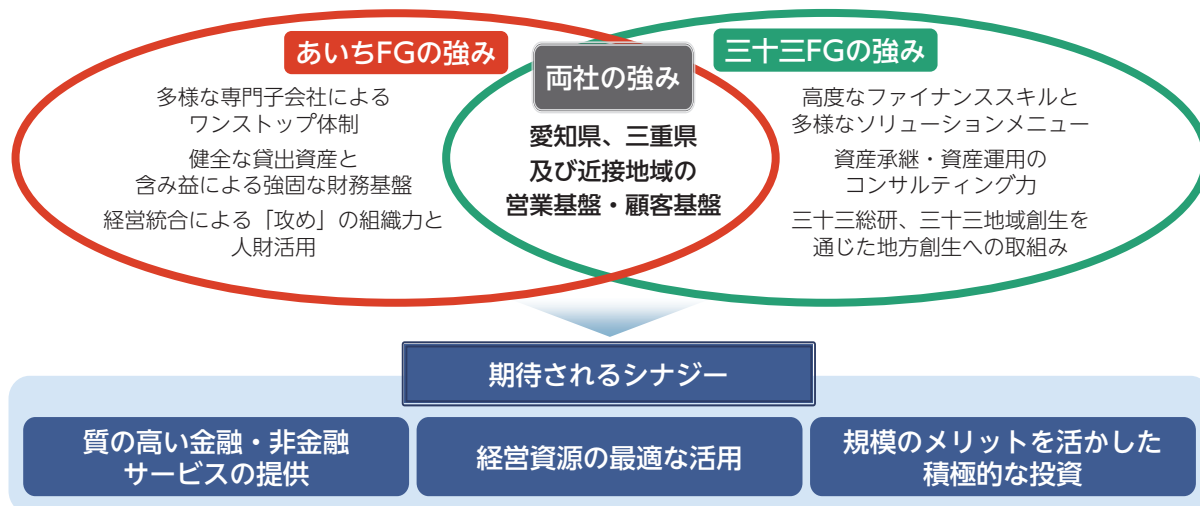 あいちFGの強み
多様な専門子会社による
ワンストップ体制
健全な貸出資産と
含み益による強固な財務基盤
経営統合による「攻め」の組織力と
人財活用
両社の強み
愛知県、三重県
及び近接地域の
営業基盤・顧客基盤
三十三FGの強み
高度なファイナンススキルと
多様なソリューションメニュー
資産承継・資産運用の
コンサルティング力
三十三総研、三十三地域創生を
通じた地方創生への取組み
期待されるシナジー
質の高い金融・非金融
サービスの提供
経営資源の最適な活用
規模のメリットを活かした
積極的な投資